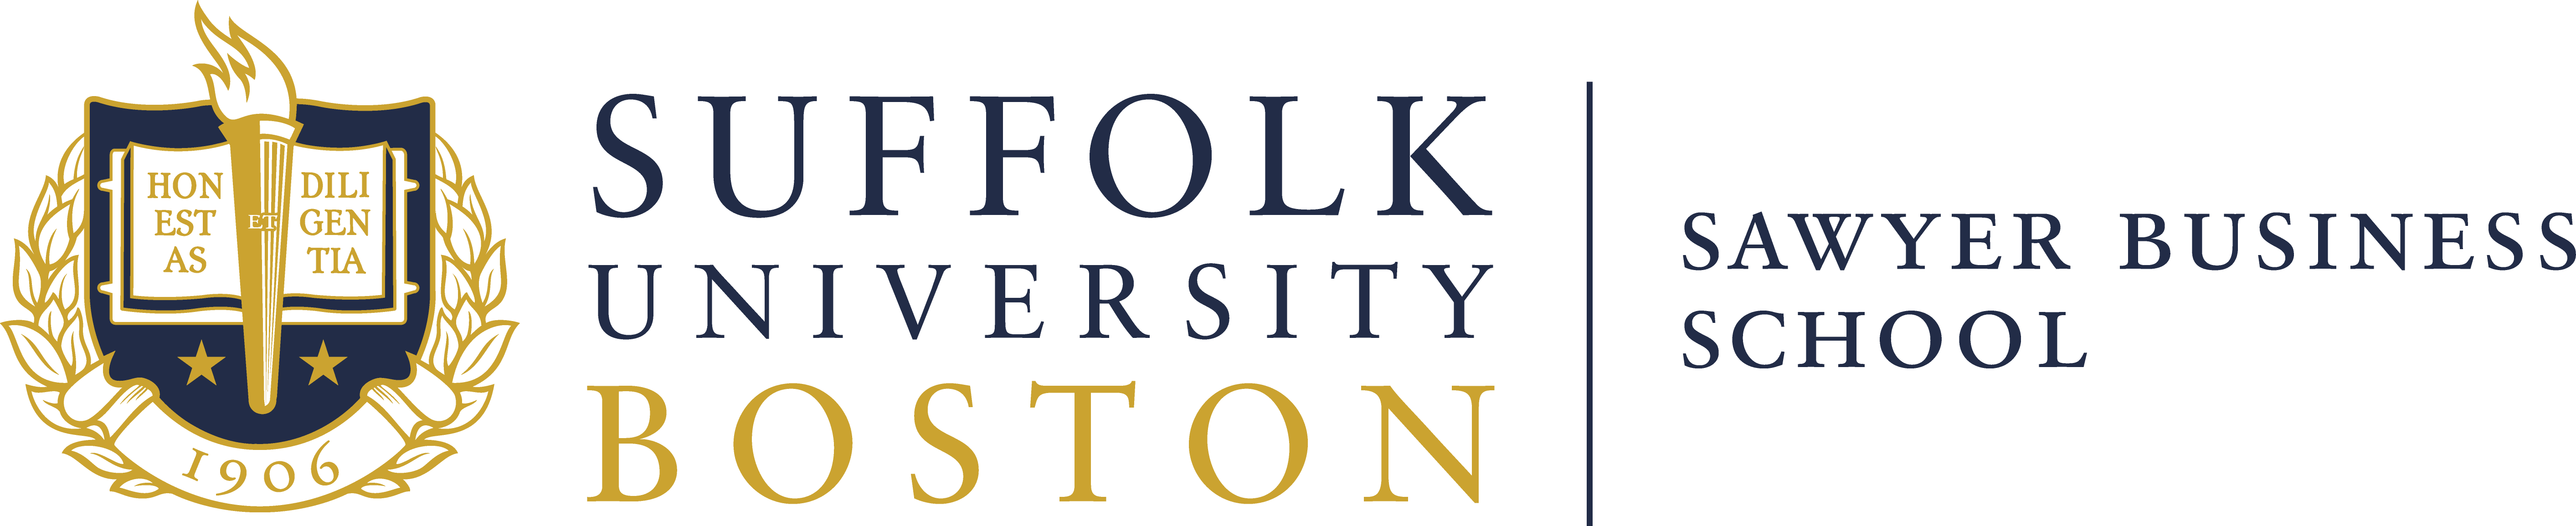 HON
EST
AS
ET
DILI
GEN
TIA
1906
SUFFOLK
UNIVERSITY
BOSTON
SAWYER BUSINESS
SCHOOL